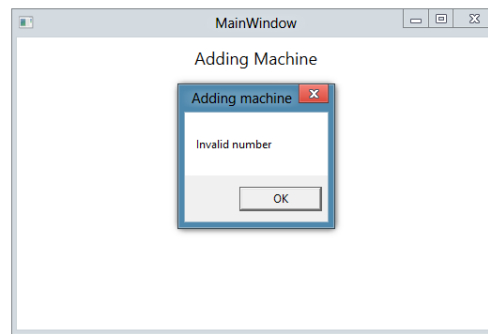 MainWindow
Adding Machine
Adding machine
Invalid number
OK